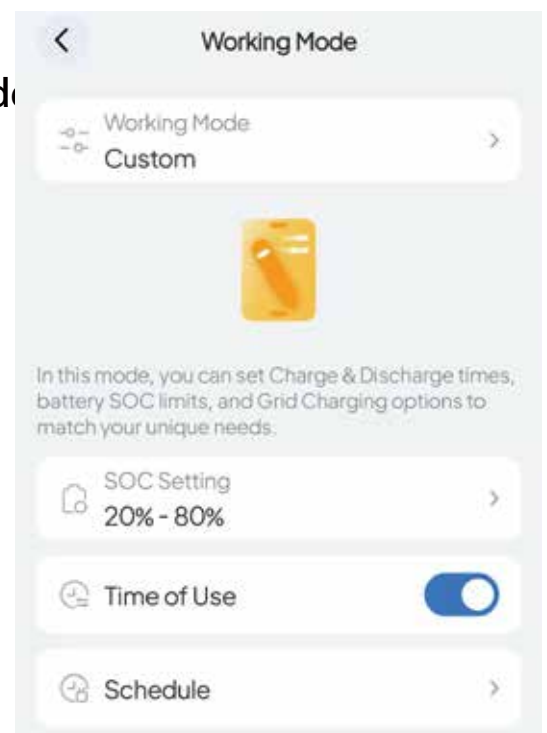 Working Mode
Working Mode
Custom
In this mode, you can set Charge & Discharge times,
battery SOC limits, and Grid Charging options to
match your unique needs.
SOC Setting
20% - 80%
Time of Use
Schedule